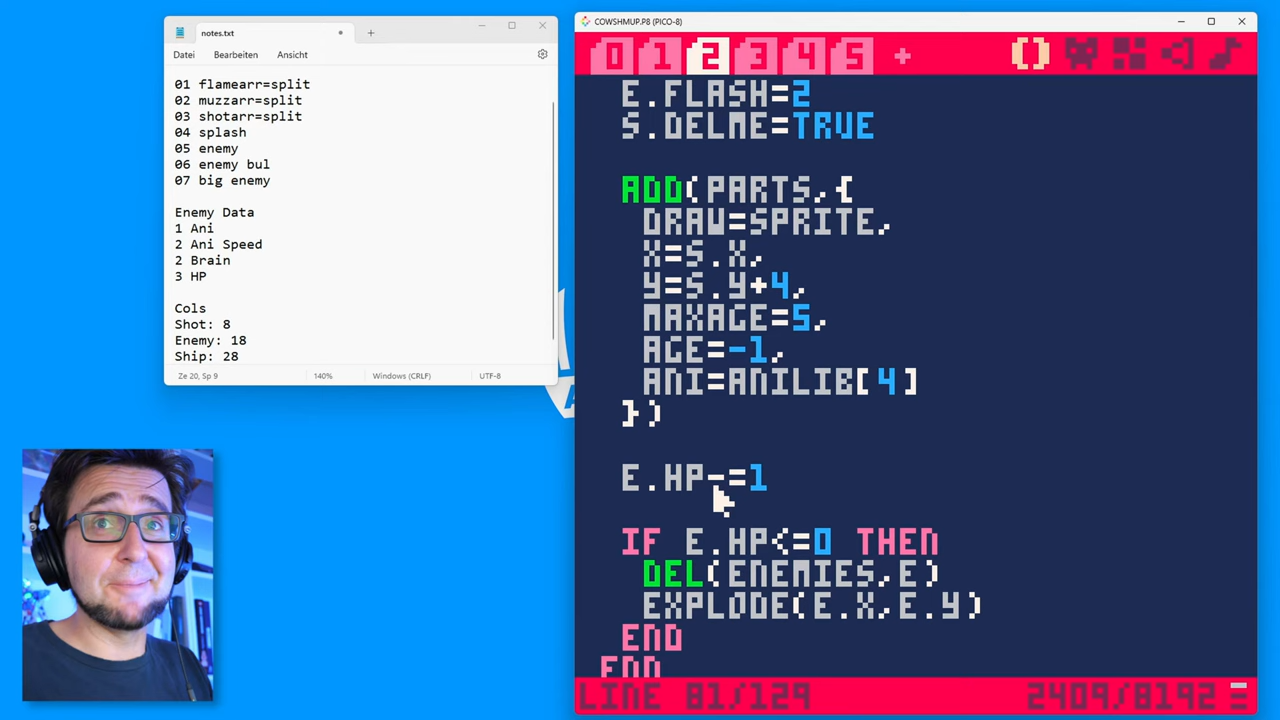 notes.txt
Datei
Bearbeiten
Ansicht
01 flamearr=split
02 muzzarr=split
03 shotarr=split
04 splash
05 enemy
06 enemy bul
07 big enemy
Enemy Data
1 Ani
2 Ani Speed
2 Brain
3 HP
Cols
Shot: 8
Enemy: 18
Ship: 28
Ze 20, Sp 9
140%
Windows (CRLF)
UTF-8
COWSHMUP.P8 (PICO-8)
0 1 2 3 4 5 +
E.FLASH=2
S.DELME=TRUE
ADD(PARTS,{
DRAW=SPRITE,
X=S.X,
Y=S.Y+4,
MAXAGE=5,
AGE=-1,
ANI=ANILIB[4]
})
E.HP-=1
IF E.HP<=0 THEN
DEL(ENEMIES,E)
EXPLODE(E.X,E.Y)
END
END
LINE 81/129
2409/8192